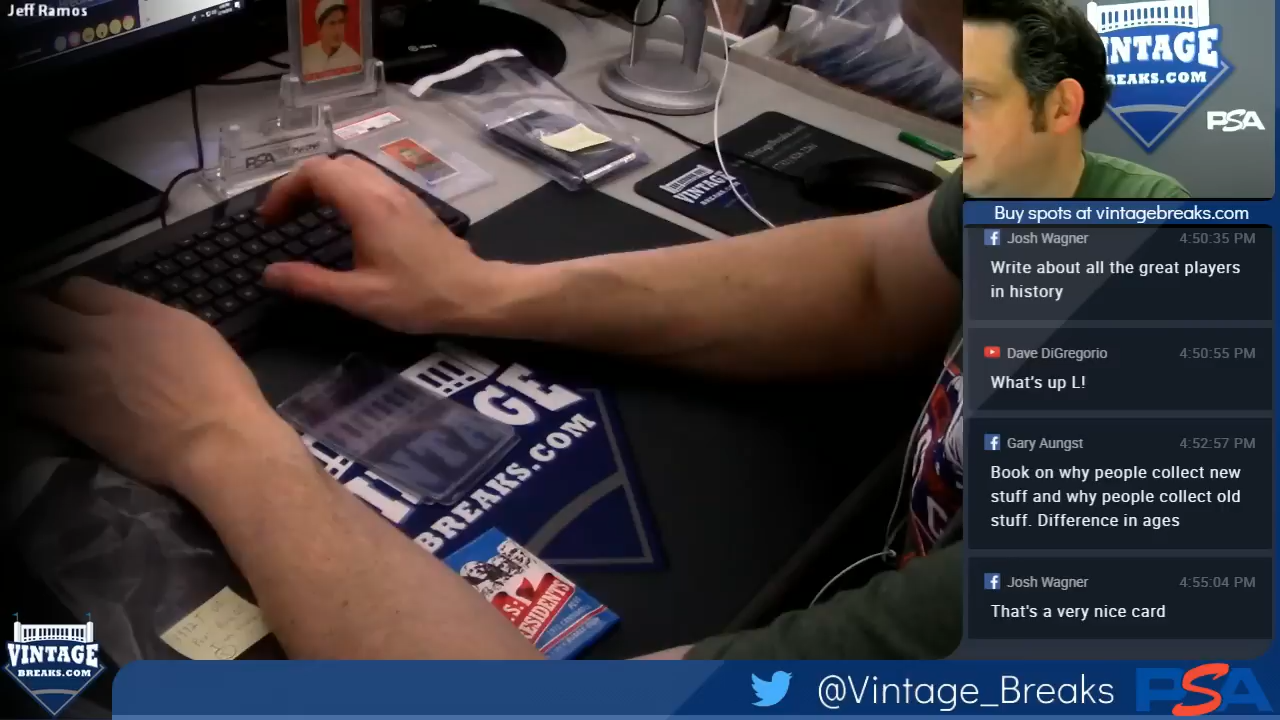 Jeff Ramos
VINTAGE
BREAKS.COM
PSA
Buy spots at vintagebreaks.com
Josh Wagner 4:50:35 PM
Write about all the great players
in history
Dave DiGregorio 4:50:55 PM
What's up L!
Gary Aungst 4:52:57 PM
Book on why people collect new
stuff and why people collect old
stuff. Difference in ages
Josh Wagner 4:55:04 PM
That's a very nice card
PSA
VINTAGE
VINTAGE
BREAKS.COM
U.S.
PRESIDENTS
VINTAGE
BREAKS.COM
@Vintage_Breaks
PSA